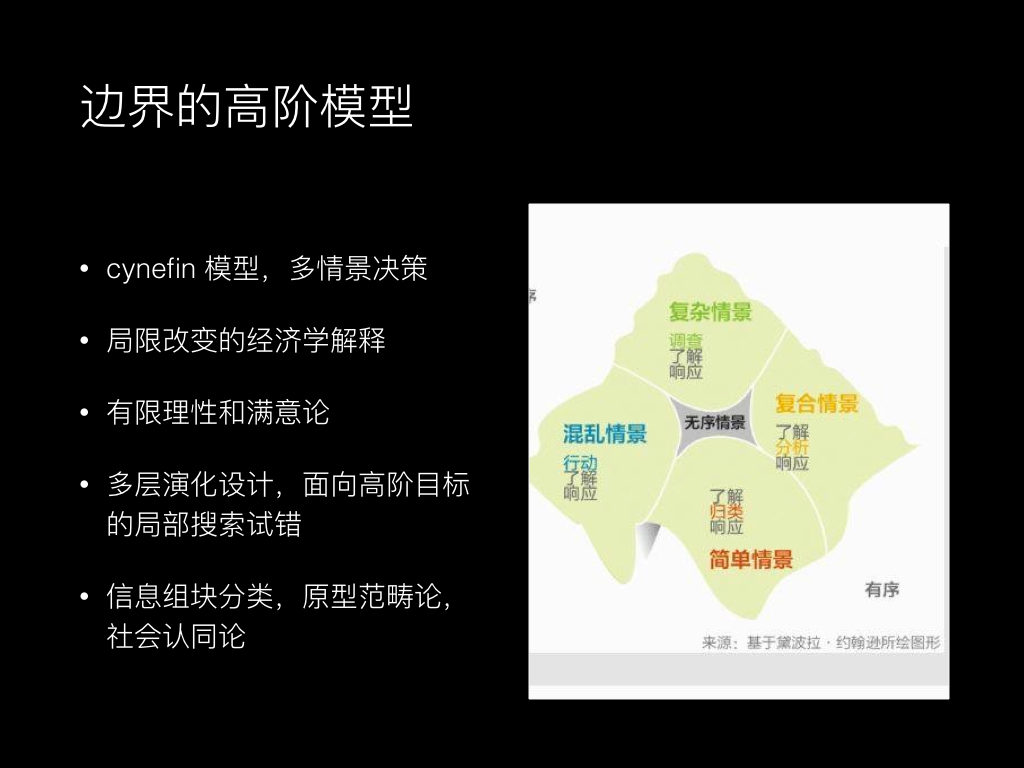 边界的高阶模型
• cynefin 模型，多情景决策
• 局限改变的经济学解释
• 有限理性和满意论
• 多层演化设计，面向高阶目标
的局部搜索试错
• 信息组块分类，原型范畴论，
社会认同论
序
复杂情景
调查
了解
响应
复合情景
了解
分析
响应
无序情景
混乱情景
行动
了解
响应
了解
归类
响应
简单情景
有序
来源：基于黛波拉·约翰逊所绘图形